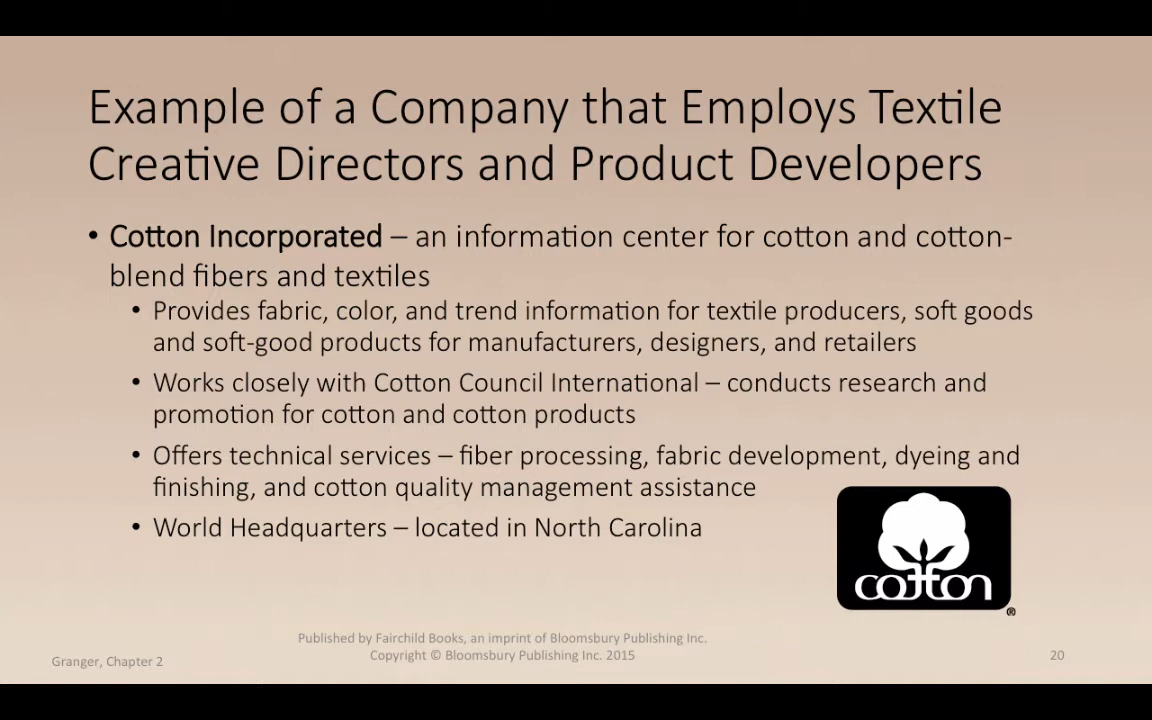 Example of a Company that Employs Textile
Creative Directors and Product Developers
• Cotton Incorporated – an information center for cotton and cotton-
blend fibers and textiles
• Provides fabric, color, and trend information for textile producers, soft goods
and soft-good products for manufacturers, designers, and retailers
• Works closely with Cotton Council International – conducts research and
promotion for cotton and cotton products
• Offers technical services – fiber processing, fabric development, dyeing and
finishing, and cotton quality management assistance
• World Headquarters – located in North Carolina
cotton
®
Published by Fairchild Books, an imprint of Bloomsbury Publishing Inc.
Copyright © Bloomsbury Publishing Inc. 2015
Granger, Chapter 2
20